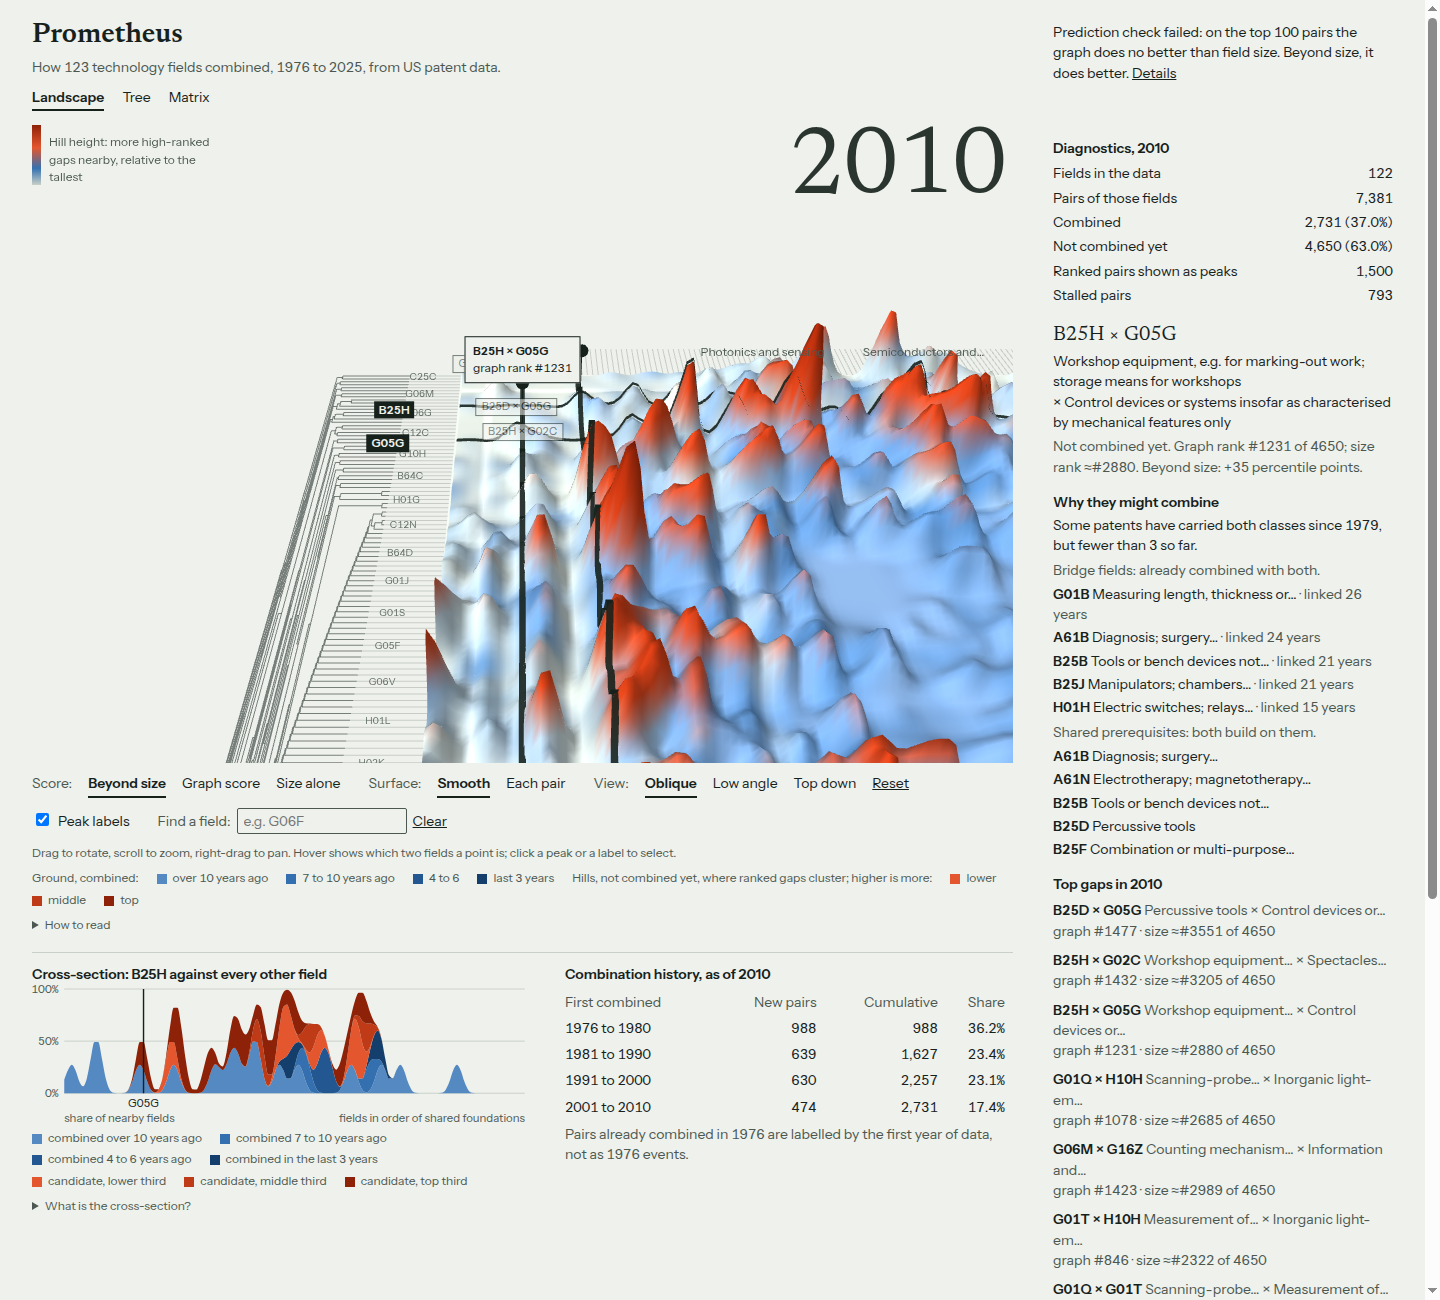 Prometheus
How 123 technology fields combined, 1976 to 2025, from US patent data.
Landscape Tree Matrix
Hill height: more high-ranked
gaps nearby, relative to the
tallest
2010
Photonics and
Semiconductors and...
B25H × G05G
graph rank #1231
B25D × G05G
B25H × G02C
C25C
G06M
B25H
06G
C12C
G05G
G10H
B64C
H01G
C12N
B64D
G01J
G01S
G05F
G06V
H01L
H02K
Score: Beyond size Graph score Size alone Surface: Smooth Each pair View: Oblique Low angle Top down Reset
Peak labels Find a field: e.g. G06F Clear
Drag to rotate, scroll to zoom, right-drag to pan. Hover shows which two fields a point is; click a peak or a label to select.
Ground, combined: over 10 years ago 7 to 10 years ago 4 to 6 last 3 years Hills, not combined yet, where ranked gaps cluster; higher is more: lower
middle top
How to read
Cross-section: B25H against every other field
100%
50%
0%
G05G
share of nearby fields fields in order of shared foundations
combined over 10 years ago combined 7 to 10 years ago
combined 4 to 6 years ago combined in the last 3 years
candidate, lower third candidate, middle third candidate, top third
What is the cross-section?
Combination history, as of 2010
First combined New pairs Cumulative Share
1976 to 1980 988 988 36.2%
1981 to 1990 639 1,627 23.4%
1991 to 2000 630 2,257 23.1%
2001 to 2010 474 2,731 17.4%
Pairs already combined in 1976 are labelled by the first year of data,
not as 1976 events.
Prediction check failed: on the top 100 pairs the
graph does no better than field size. Beyond size, it
does better. Details
Diagnostics, 2010
Fields in the data 122
Pairs of those fields 7,381
Combined 2,731 (37.0%)
Not combined yet 4,650 (63.0%)
Ranked pairs shown as peaks 1,500
Stalled pairs 793
B25H × G05G
Workshop equipment, e.g. for marking-out work;
storage means for workshops
× Control devices or systems insofar as characterised
by mechanical features only
Not combined yet. Graph rank #1231 of 4650; size
rank ≈#2880. Beyond size: +35 percentile points.
Why they might combine
Some patents have carried both classes since 1979,
but fewer than 3 so far.
Bridge fields: already combined with both.
G01B Measuring length, thickness or... · linked 26
years
A61B Diagnosis; surgery... · linked 24 years
B25B Tools or bench devices not... · linked 21 years
B25J Manipulators; chambers... · linked 21 years
H01H Electric switches; relays... · linked 15 years
Shared prerequisites: both build on them.
A61B Diagnosis; surgery...
A61N Electrotherapy; magnetotherapy...
B25B Tools or bench devices not...
B25D Percussive tools
B25F Combination or multi-purpose...
Top gaps in 2010
B25D × G05G Percussive tools × Control devices or...
graph #1477 · size ≈#3551 of 4650
B25H × G02C Workshop equipment... × Spectacles...
graph #1432 · size ≈#3205 of 4650
B25H × G05G Workshop equipment... × Control
devices or...
graph #1231 · size ≈#2880 of 4650
G01Q × H10H Scanning-probe... × Inorganic light-
em...
graph #1078 · size ≈#2685 of 4650
G06M × G16Z Counting mechanism... × Information
and...
graph #1423 · size ≈#2989 of 4650
G01T × H10H Measurement of... × Inorganic light-
em...
graph #846 · size ≈#2322 of 4650
G01Q × G01T Scanning-probe... × Measurement of...